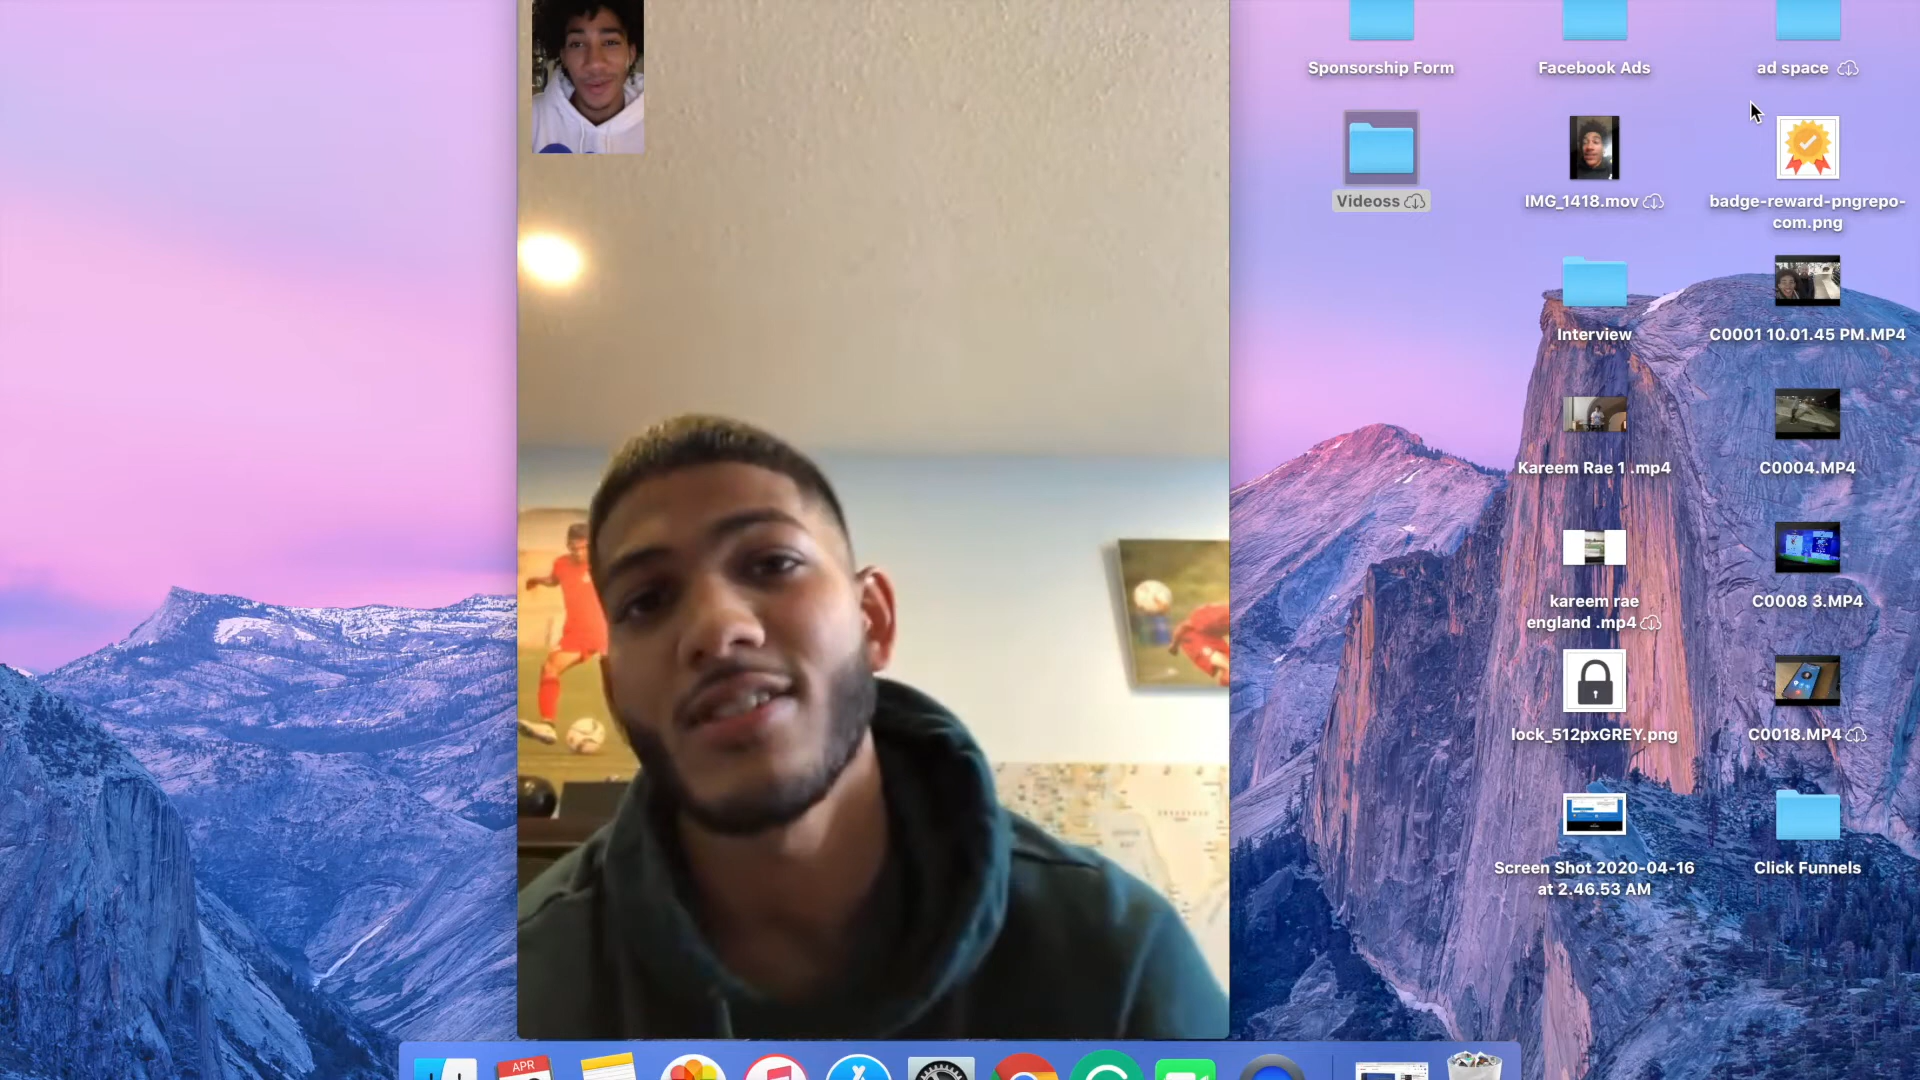 Sponsorship Form
Facebook Ads
ad space
Videoss
IMG_1418.mov
badge-reward-pngrepo-
com.png
Interview
C0001 10.01.45 PM.MP4
Kareem Rae 1 .mp4
C0004.MP4
kareem rae
england .mp4
C0008 3.MP4
lock_512pxGREY.png
C0018.MP4
Screen Shot 2020-04-16
at 2.46.53 AM
Click Funnels
APR